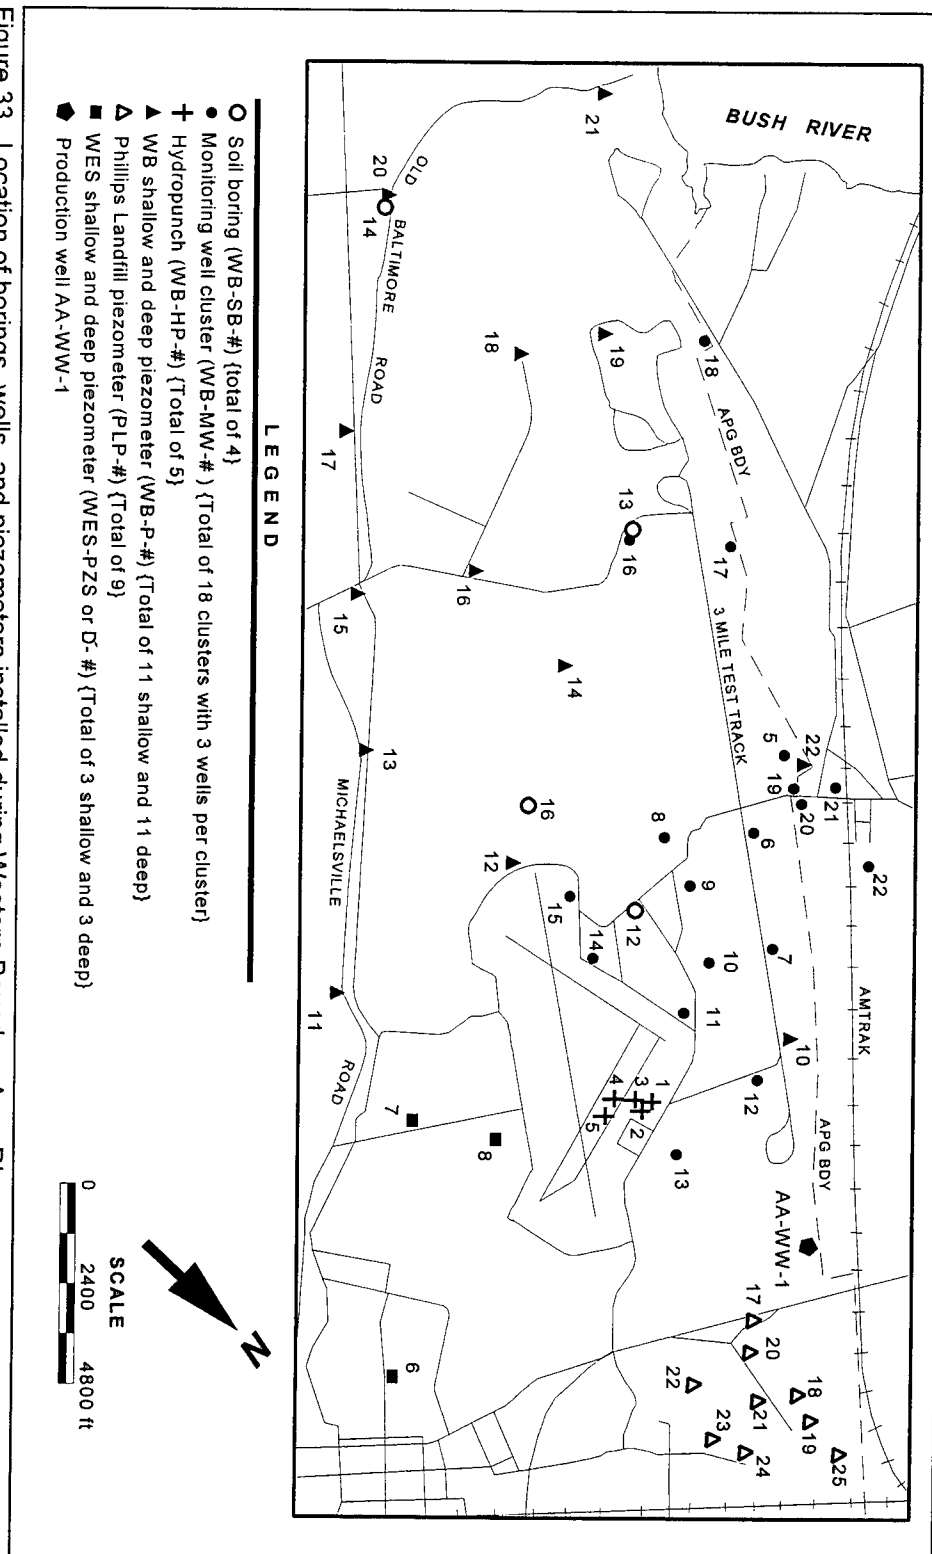 BUSH RIVER
21
20
14
OLD
BALTIMORE
ROAD
18
19
18
APG BDY
17
13
16
17
16
15
14
3 MILE TEST TRACK
5
22
19
20
21
22
6
13
MICHAELSVILLE
16
8
12
9
15
12
14
10
7
11
AMTRAK
10
11
ROAD
12
4
3
1
5
2
7
8
13
APG BDY
AA-WW-1
17
20
22
18
19
21
23
24
25
6
LEGEND
Soil boring (WB-SB-#) {total of 4}
Monitoring well cluster (WB-MW-# ) {Total of 18 clusters with 3 wells per cluster}
Hydropunch (WB-HP-#) {Total of 5}
WB shallow and deep piezometer (WB-P-#) {Total of 11 shallow and 11 deep}
Phillips Landfill piezometer (PLP-#) {Total of 9}
WES shallow and deep piezometer (WES-PZS or D- #) {Total of 3 shallow and 3 deep}
Production well AA-WW-1
N
SCALE
0 2400 4800 ft
Figure 33. Location of borings, wells, and piezometers installed during Western Boundary Area